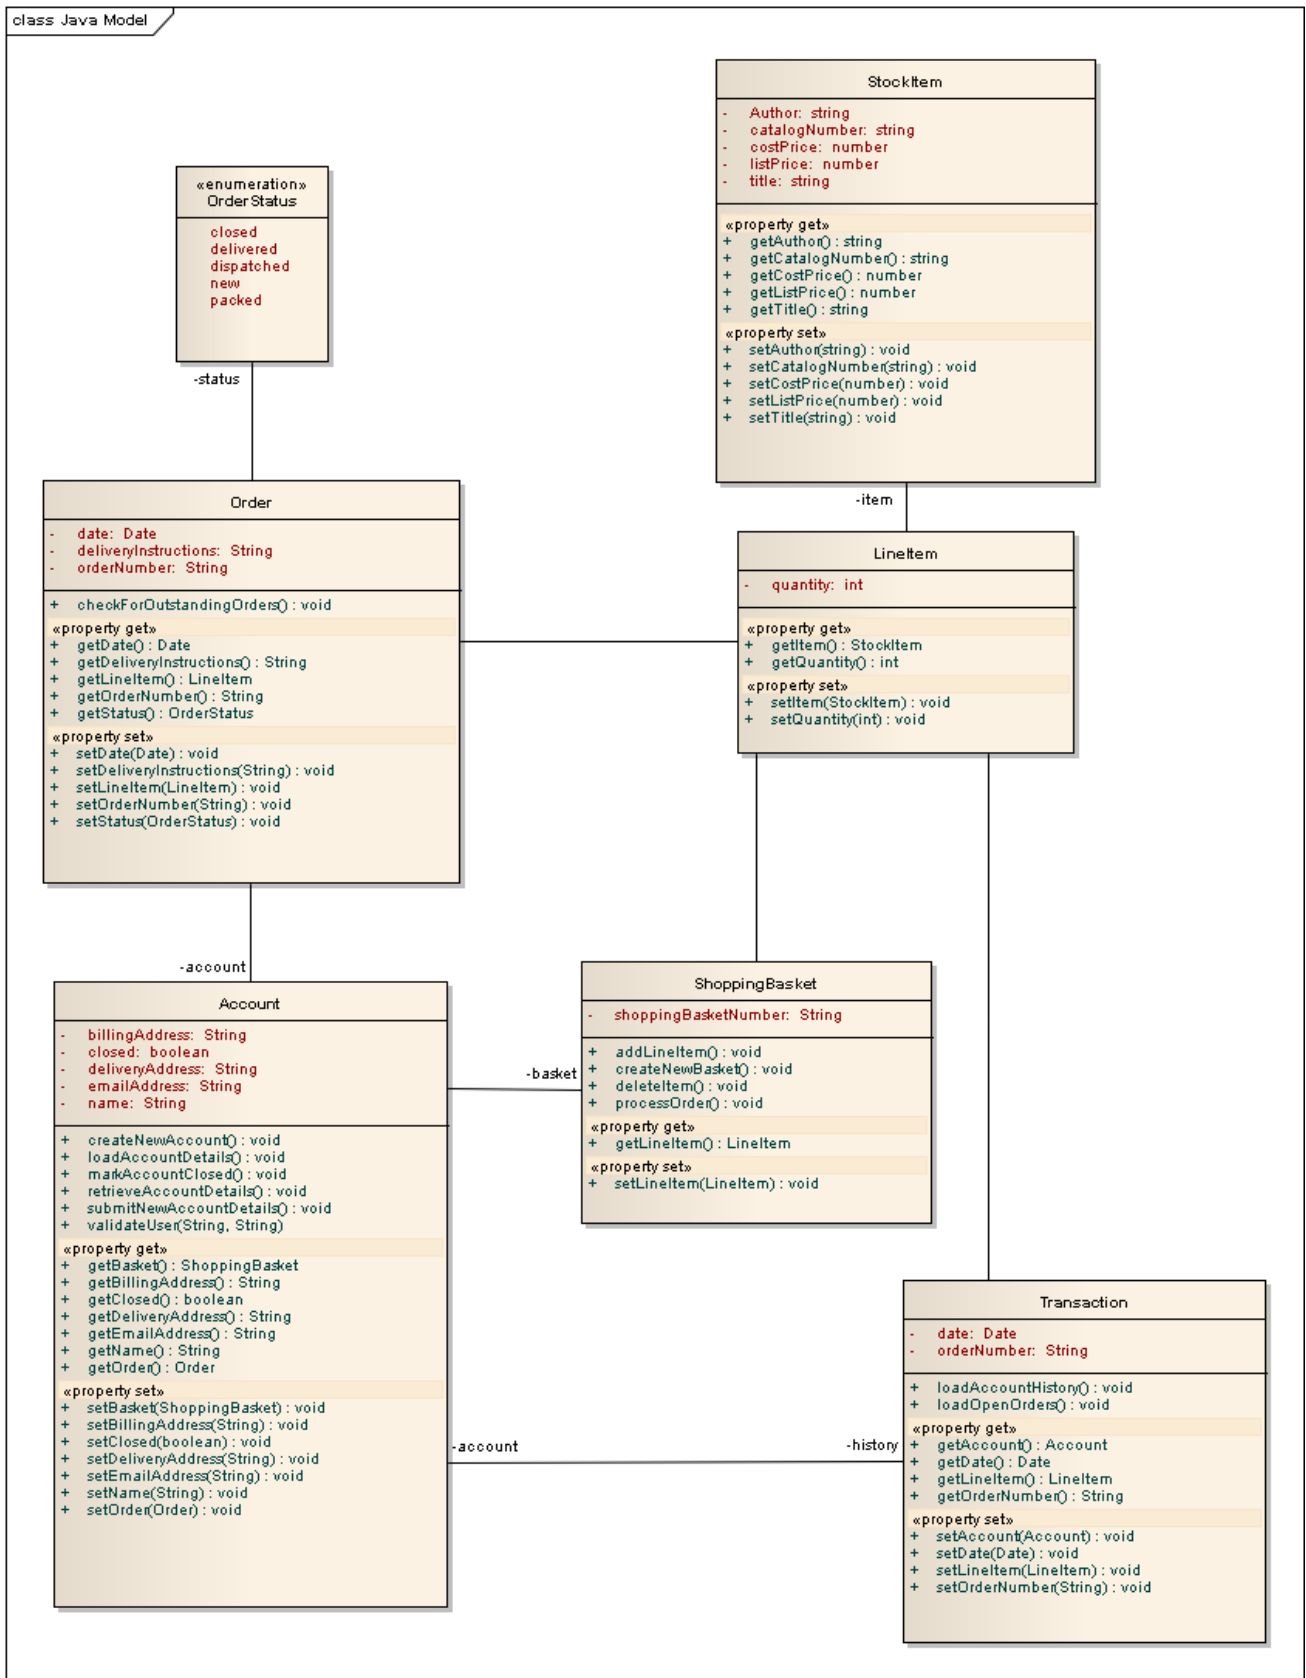 class Java Model
StockItem
- Author: string
- catalogNumber: string
- costPrice: number
- listPrice: number
- title: string
«property get»
+ getAuthor() : string
+ getCatalogNumber() : string
+ getCostPrice() : number
+ getListPrice() : number
+ getTitle() : string
«property set»
+ setAuthor(string) : void
+ setCatalogNumber(string) : void
+ setCostPrice(number) : void
+ setListPrice(number) : void
+ setTitle(string) : void
«enumeration»
OrderStatus
closed
delivered
dispatched
new
packed
-status
-item
Order
- date: Date
- deliveryInstructions: String
- orderNumber: String
+ checkForOutstandingOrders() : void
«property get»
+ getDate() : Date
+ getDeliveryInstructions() : String
+ getLineItem() : LineItem
+ getOrderNumber() : String
+ getStatus() : OrderStatus
«property set»
+ setDate(Date) : void
+ setDeliveryInstructions(String) : void
+ setLineItem(LineItem) : void
+ setOrderNumber(String) : void
+ setStatus(OrderStatus) : void
LineItem
- quantity: int
«property get»
+ getItem() : StockItem
+ getQuantity() : int
«property set»
+ setItem(StockItem) : void
+ setQuantity(int) : void
-account
Account
- billingAddress: String
- closed: boolean
- deliveryAddress: String
- emailAddress: String
- name: String
+ createNewAccount() : void
+ loadAccountDetails() : void
+ markAccountClosed() : void
+ retrieveAccountDetails() : void
+ submitNewAccountDetails() : void
+ validateUser(String, String)
«property get»
+ getBasket() : ShoppingBasket
+ getBillingAddress() : String
+ getClosed() : boolean
+ getDeliveryAddress() : String
+ getEmailAddress() : String
+ getName() : String
+ getOrder() : Order
«property set»
+ setBasket(ShoppingBasket) : void
+ setBillingAddress(String) : void
+ setClosed(boolean) : void
+ setDeliveryAddress(String) : void
+ setEmailAddress(String) : void
+ setName(String) : void
+ setOrder(Order) : void
-basket
ShoppingBasket
- shoppingBasketNumber: String
+ addLineItem() : void
+ createNewBasket() : void
+ deleteItem() : void
+ processOrder() : void
«property get»
+ getLineItem() : LineItem
«property set»
+ setLineItem(LineItem) : void
-account
-history
Transaction
- date: Date
- orderNumber: String
+ loadAccountHistory() : void
+ loadOpenOrders() : void
«property get»
+ getAccount() : Account
+ getDate() : Date
+ getLineItem() : LineItem
+ getOrderNumber() : String
«property set»
+ setAccount(Account) : void
+ setDate(Date) : void
+ setLineItem(LineItem) : void
+ setOrderNumber(String) : void